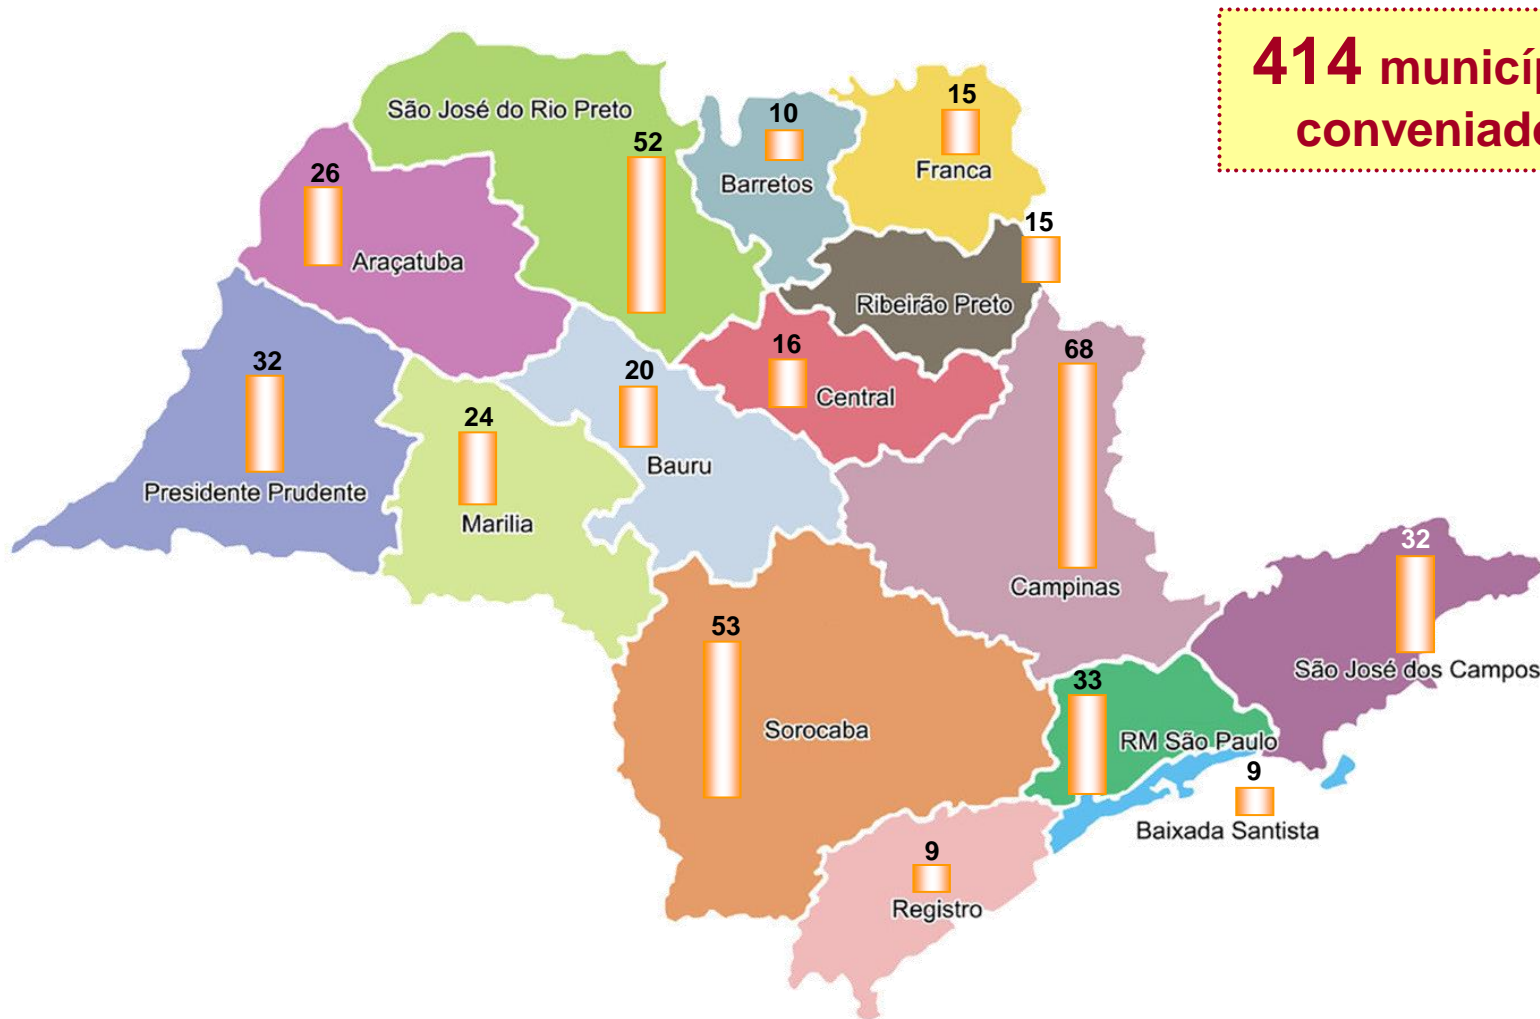 414 municíp
conveniad
São José do Rio Preto
52
10
Barretos
15
Franca
26
Araçatuba
15
Ribeirão Preto
32
Presidente Prudente
24
Marilia
20
Bauru
16
Central
68
Campinas
32
São José dos Campos
53
Sorocaba
33
RM São Paulo
9
Baixada Santista
9
Registro